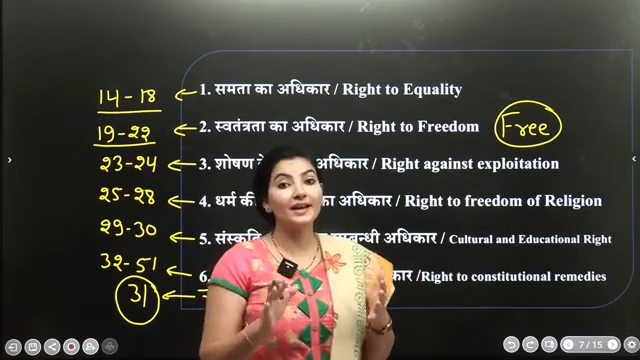 14-18 ← 1. समता का अधिकार / Right to Equality
19-22 ← 2. स्वतंत्रता का अधिकार / Right to Freedom Free
23-24 ← 3. शोषण अधिकार / Right against exploitation
25-28 ← 4. धर्म की का अधिकार / Right to freedom of Religion
29-30 ← 5. अधिकार / Cultural and Educational Right
32-51 ← 6. /Right to constitutional remedies
31 ←
7 / 15